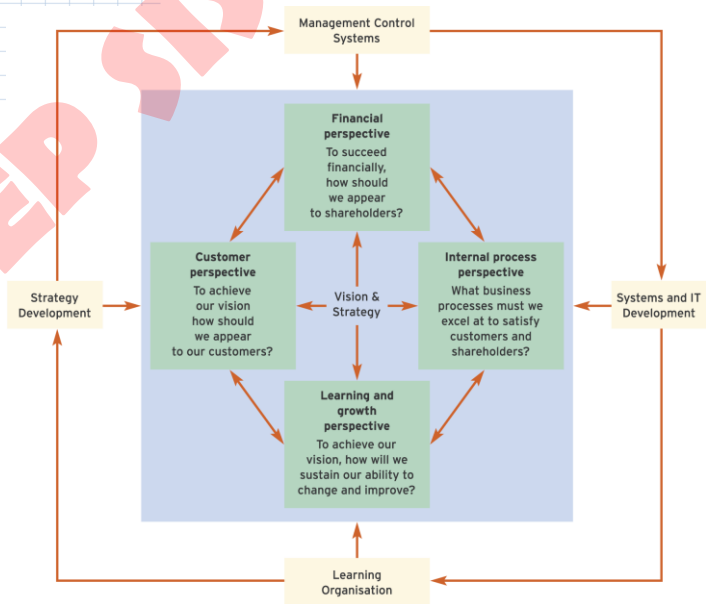 Management Control
Systems
Financial
perspective
To succeed
financially,
how should
we appear
to shareholders?
Customer
perspective
To achieve
our vision
how should
we appear
to our customers?
Internal process
perspective
What business
processes must we
excel at to satisfy
customers and
shareholders?
Strategy
Development
Vision &
Strategy
Systems and IT
Development
Learning and
growth
perspective
To achieve our
vision, how will we
sustain our ability to
change and improve?
Learning
Organisation